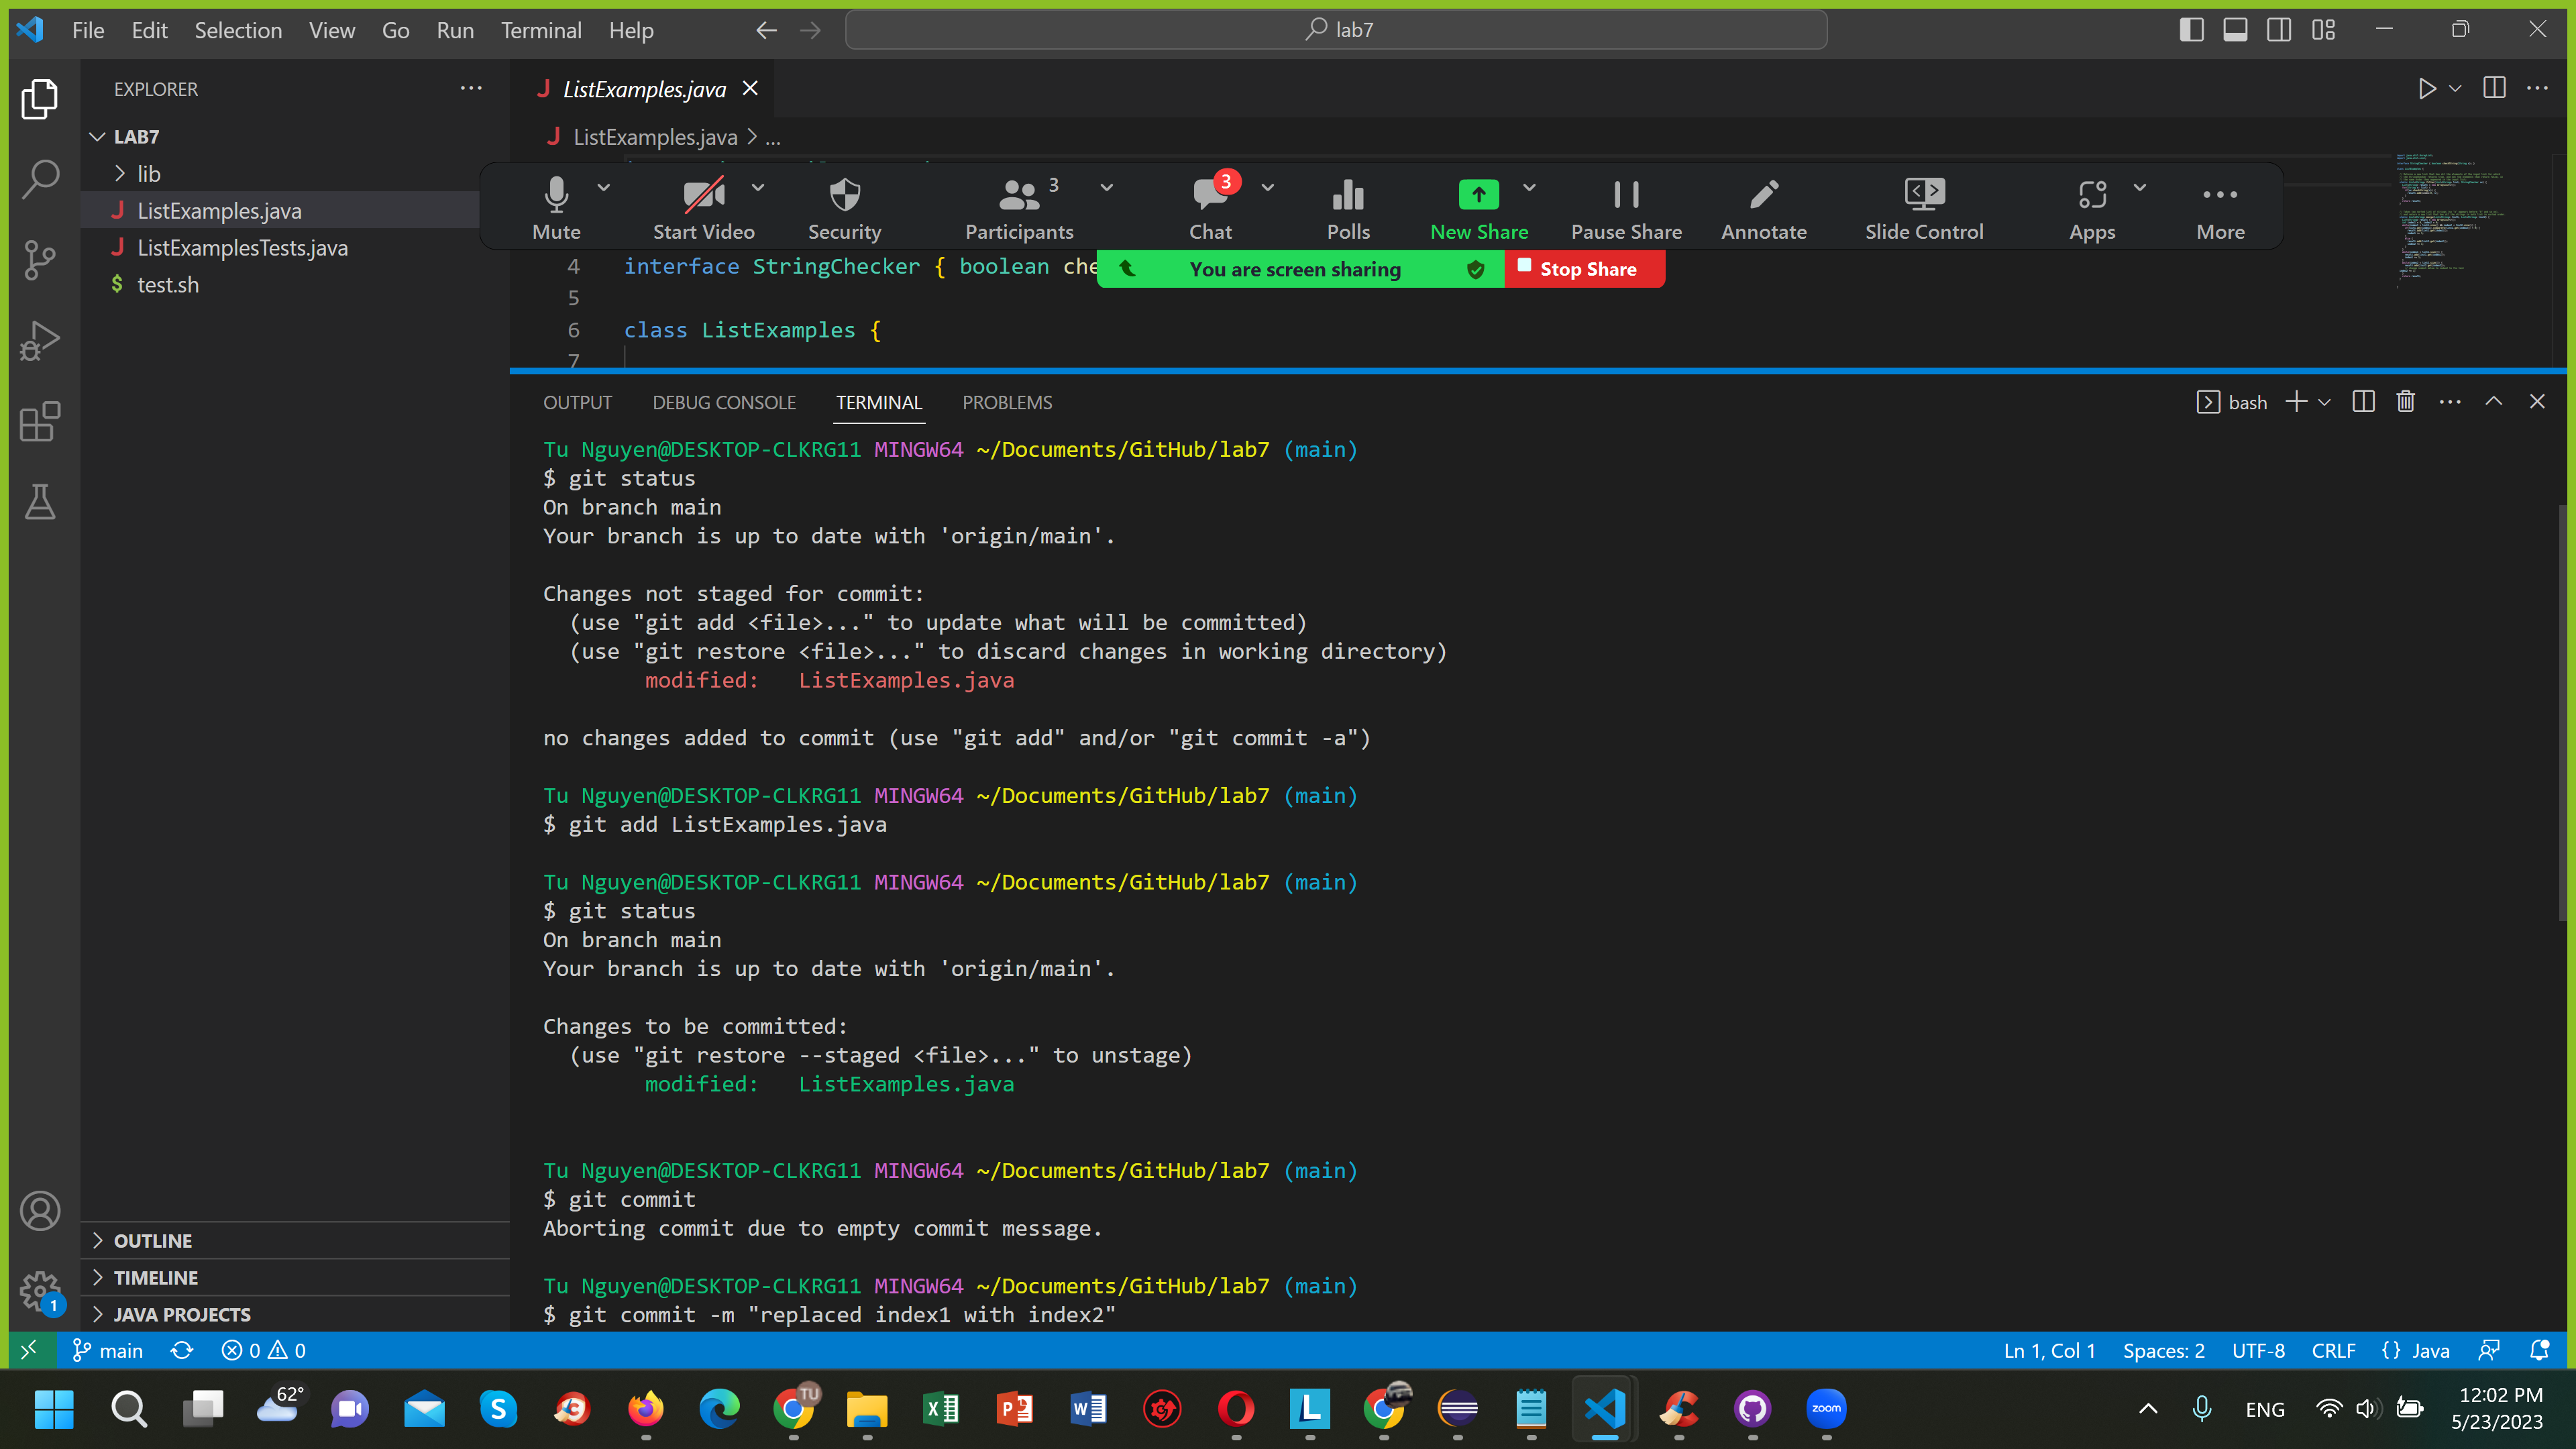 File Edit Selection View Go Run Terminal Help lab7
EXPLORER
LAB7
lib
ListExamples.java
ListExamplesTests.java
test.sh
OUTLINE
TIMELINE
JAVA PROJECTS
ListExamples.java
ListExamples.java > ...
Mute Start Video Security Participants 3 Chat 3 Polls New Share Pause Share Annotate Slide Control Apps More
You are screen sharing Stop Share
4 interface StringChecker { boolean che
5
6 class ListExamples {
7
OUTPUT DEBUG CONSOLE TERMINAL PROBLEMS bash
Tu Nguyen@DESKTOP-CLKRG11 MINGW64 ~/Documents/GitHub/lab7 (main)
$ git status
On branch main
Your branch is up to date with 'origin/main'.
Changes not staged for commit:
(use "git add <file>..." to update what will be committed)
(use "git restore <file>..." to discard changes in working directory)
modified: ListExamples.java
no changes added to commit (use "git add" and/or "git commit -a")
Tu Nguyen@DESKTOP-CLKRG11 MINGW64 ~/Documents/GitHub/lab7 (main)
$ git add ListExamples.java
Tu Nguyen@DESKTOP-CLKRG11 MINGW64 ~/Documents/GitHub/lab7 (main)
$ git status
On branch main
Your branch is up to date with 'origin/main'.
Changes to be committed:
(use "git restore --staged <file>..." to unstage)
modified: ListExamples.java
Tu Nguyen@DESKTOP-CLKRG11 MINGW64 ~/Documents/GitHub/lab7 (main)
$ git commit
Aborting commit due to empty commit message.
Tu Nguyen@DESKTOP-CLKRG11 MINGW64 ~/Documents/GitHub/lab7 (main)
$ git commit -m "replaced index1 with index2"
1
main 0 0 Ln 1, Col 1 Spaces: 2 UTF-8 CRLF {} Java
62° TU zoom ENG 12:02 PM
5/23/2023